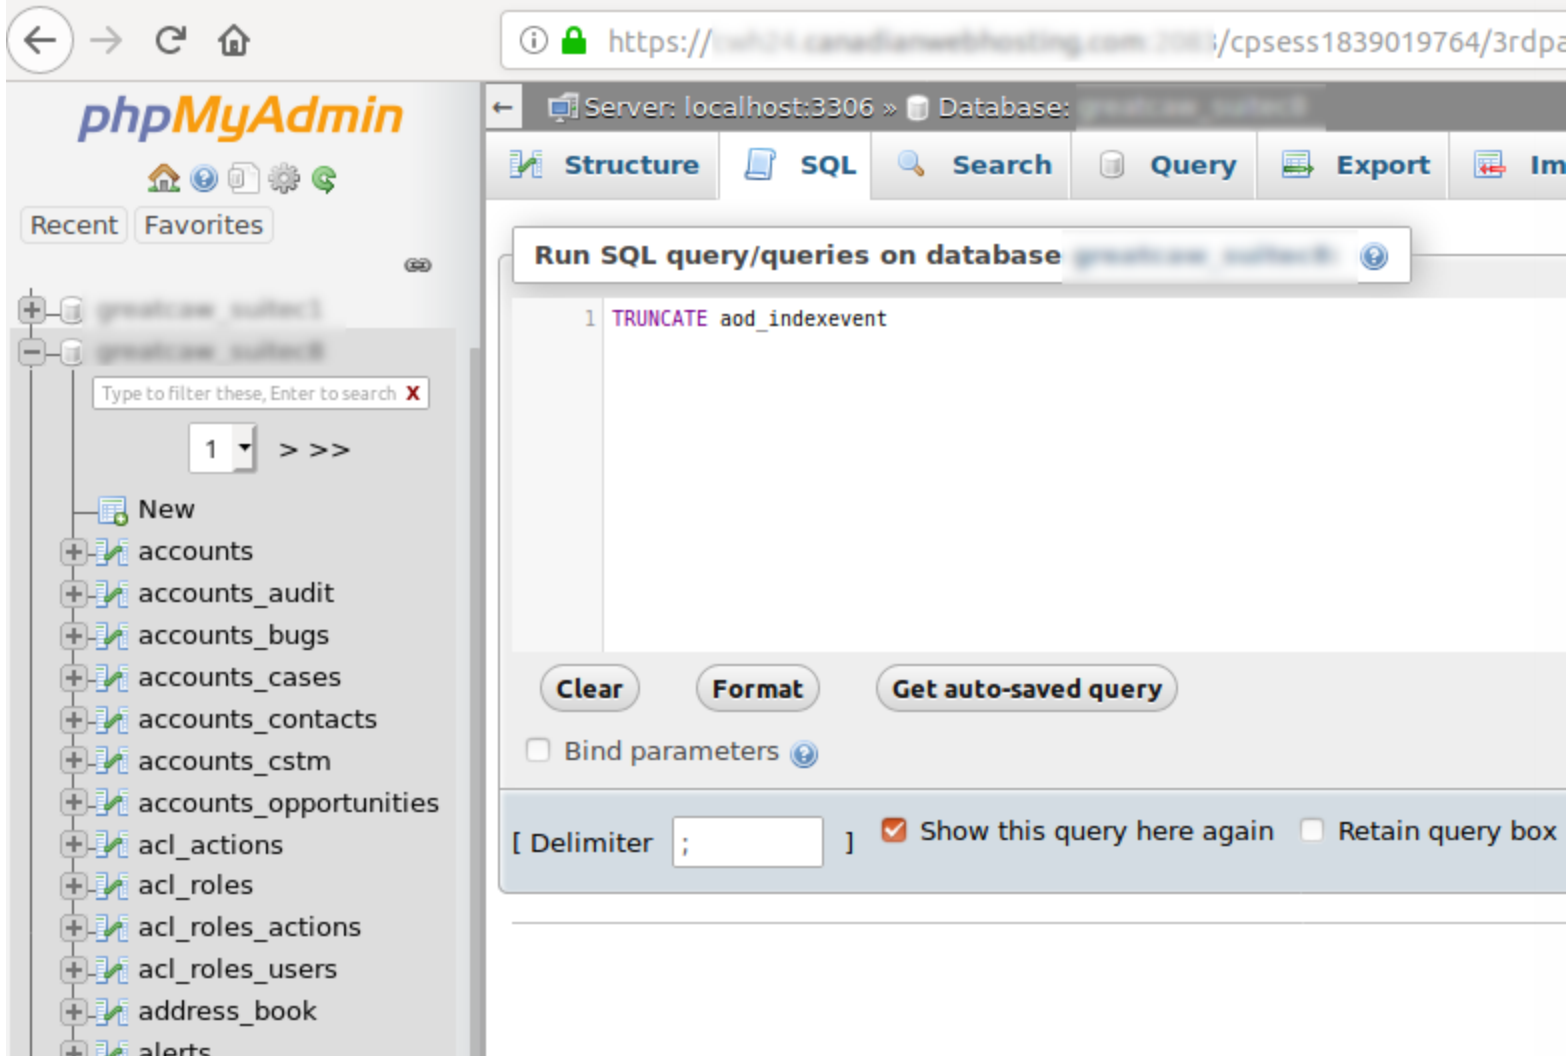 https:// /cpsess1839019764/3rdpa
phpMyAdmin
Recent Favorites
Type to filter these, Enter to search X
1 > >>
New
accounts
accounts_audit
accounts_bugs
accounts_cases
accounts_contacts
accounts_cstm
accounts_opportunities
acl_actions
acl_roles
acl_roles_actions
acl_roles_users
address_book
alerts
← Server: localhost:3306 » Database:
Structure SQL Search Query Export Im
Run SQL query/queries on database
1 TRUNCATE aod_indexevent
Clear Format Get auto-saved query
Bind parameters
[ Delimiter ; ] Show this query here again Retain query box